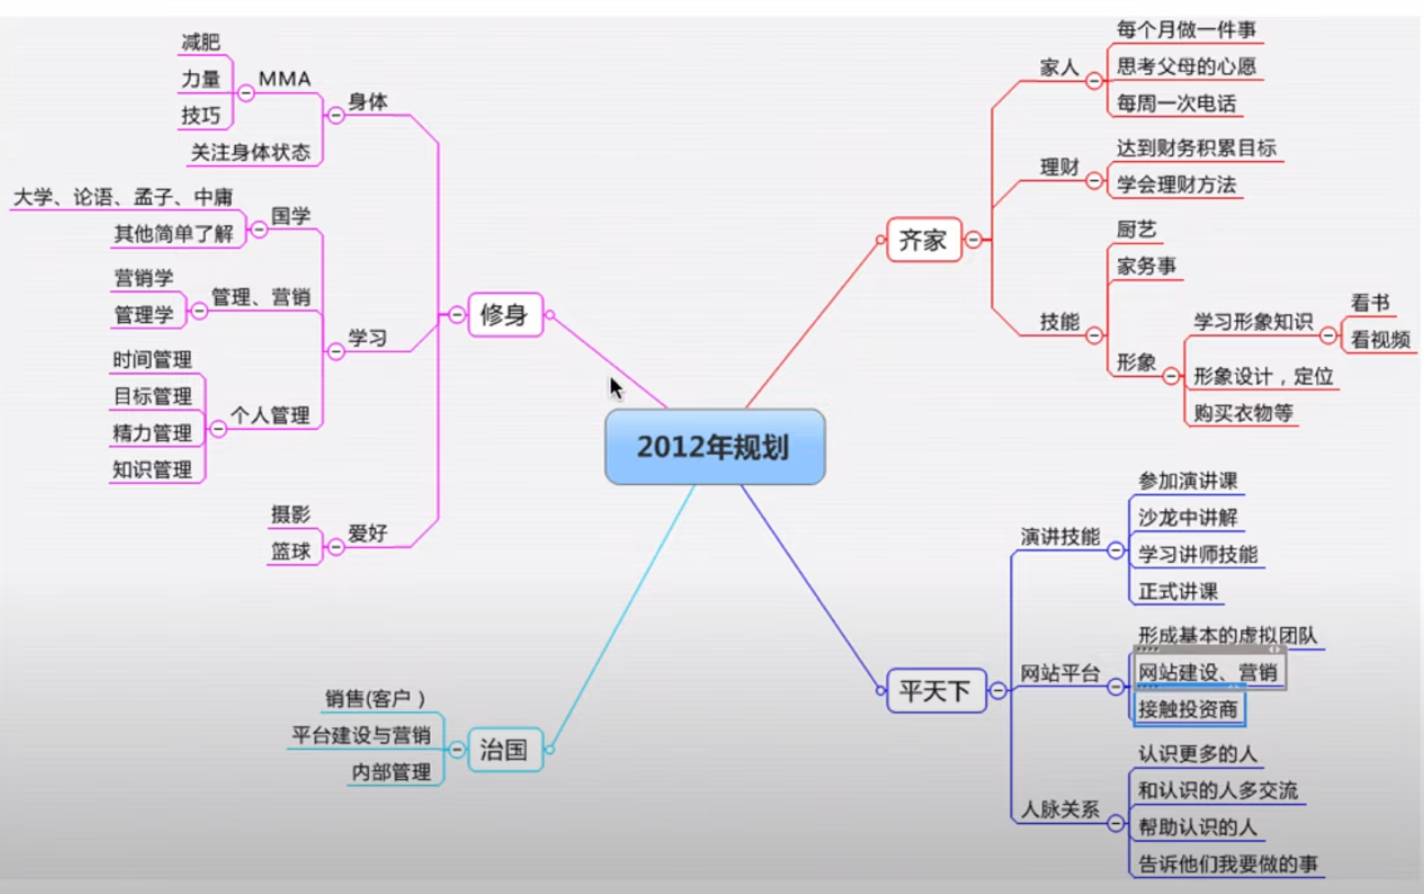 2012年规划
修身
身体
MMA
减肥
力量
技巧
关注身体状态
学习
国学
大学、论语、孟子、中庸
其他简单了解
管理、营销
营销学
管理学
个人管理
时间管理
目标管理
精力管理
知识管理
爱好
摄影
篮球
齐家
家人
每个月做一件事
思考父母的心愿
每周一次电话
理财
达到财务积累目标
学会理财方法
技能
厨艺
家务事
形象
学习形象知识
看书
看视频
形象设计，定位
购买衣物等
治国
销售(客户 )
平台建设与营销
内部管理
平天下
演讲技能
参加演讲课
沙龙中讲解
学习讲师技能
正式讲课
网站平台
形成基本的虚拟团队
网站建设、营销
接触投资商
人脉关系
认识更多的人
和认识的人多交流
帮助认识的人
告诉他们我要做的事